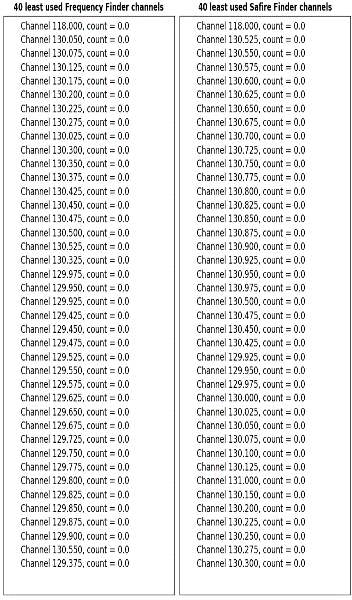 40 least used Frequency Finder channels
Channel 118.000, count = 0.0
Channel 130.050, count = 0.0
Channel 130.075, count = 0.0
Channel 130.125, count = 0.0
Channel 130.175, count = 0.0
Channel 130.200, count = 0.0
Channel 130.225, count = 0.0
Channel 130.275, count = 0.0
Channel 130.025, count = 0.0
Channel 130.300, count = 0.0
Channel 130.350, count = 0.0
Channel 130.375, count = 0.0
Channel 130.425, count = 0.0
Channel 130.450, count = 0.0
Channel 130.475, count = 0.0
Channel 130.500, count = 0.0
Channel 130.525, count = 0.0
Channel 130.325, count = 0.0
Channel 129.975, count = 0.0
Channel 129.950, count = 0.0
Channel 129.925, count = 0.0
Channel 129.425, count = 0.0
Channel 129.450, count = 0.0
Channel 129.475, count = 0.0
Channel 129.525, count = 0.0
Channel 129.550, count = 0.0
Channel 129.575, count = 0.0
Channel 129.625, count = 0.0
Channel 129.650, count = 0.0
Channel 129.675, count = 0.0
Channel 129.725, count = 0.0
Channel 129.750, count = 0.0
Channel 129.775, count = 0.0
Channel 129.800, count = 0.0
Channel 129.825, count = 0.0
Channel 129.850, count = 0.0
Channel 129.875, count = 0.0
Channel 129.900, count = 0.0
Channel 130.550, count = 0.0
Channel 129.375, count = 0.0
40 least used Safire Finder channels
Channel 118.000, count = 0.0
Channel 130.525, count = 0.0
Channel 130.550, count = 0.0
Channel 130.575, count = 0.0
Channel 130.600, count = 0.0
Channel 130.625, count = 0.0
Channel 130.650, count = 0.0
Channel 130.675, count = 0.0
Channel 130.700, count = 0.0
Channel 130.725, count = 0.0
Channel 130.750, count = 0.0
Channel 130.775, count = 0.0
Channel 130.800, count = 0.0
Channel 130.825, count = 0.0
Channel 130.850, count = 0.0
Channel 130.875, count = 0.0
Channel 130.900, count = 0.0
Channel 130.925, count = 0.0
Channel 130.950, count = 0.0
Channel 130.975, count = 0.0
Channel 130.500, count = 0.0
Channel 130.475, count = 0.0
Channel 130.450, count = 0.0
Channel 130.425, count = 0.0
Channel 129.925, count = 0.0
Channel 129.950, count = 0.0
Channel 129.975, count = 0.0
Channel 130.000, count = 0.0
Channel 130.025, count = 0.0
Channel 130.050, count = 0.0
Channel 130.075, count = 0.0
Channel 130.100, count = 0.0
Channel 130.125, count = 0.0
Channel 131.000, count = 0.0
Channel 130.150, count = 0.0
Channel 130.200, count = 0.0
Channel 130.225, count = 0.0
Channel 130.250, count = 0.0
Channel 130.275, count = 0.0
Channel 130.300, count = 0.0